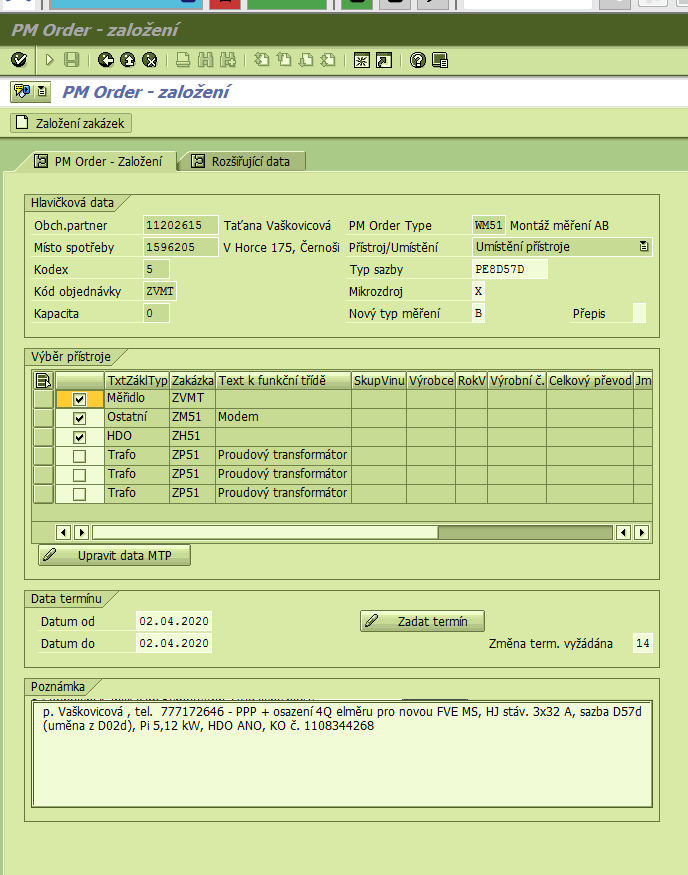 PM Order - založení
PM Order - založení
Založení zakázek
PM Order - Založení Rozšiřující data
Hlavičková data
Obch.partner 11202615 Taťana Vaškovicová PM Order Type WM51 Montáž měření AB
Místo spotřeby 1596205 V Horce 175, Černoši Přístroj/Umístění Umístění přístroje
Kodex 5 Typ sazby PE8D57D
Kód objednávky ZVMT Mikrozdroj X
Kapacita 0 Nový typ měření B Přepis
Výběr přístroje
TxtZáklTyp Zakázka Text k funkční třídě SkupVinu Výrobce RokV Výrobní č. Celkový převod Jm
Měřidlo ZVMT
Ostatní ZM51 Modem
HDO ZH51
Trafo ZP51 Proudový transformátor
Trafo ZP51 Proudový transformátor
Trafo ZP51 Proudový transformátor
Upravit data MTP
Data termínu
Datum od 02.04.2020 Zadat termín
Datum do 02.04.2020 Změna term. vyžádána 14
Poznámka
p. Vaškovicová , tel. 777172646 - PPP + osazení 4Q elměru pro novou FVE MS, HJ stáv. 3x32 A, sazba D57d
(uměna z D02d), Pi 5,12 kW, HDO ANO, KO č. 1108344268